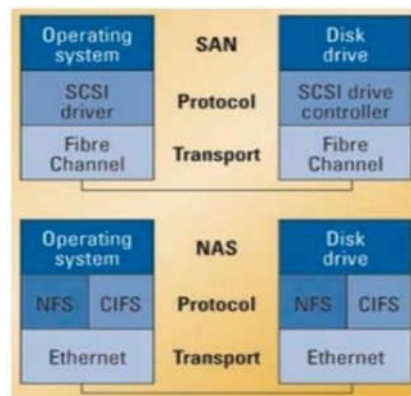 Operating system
SAN
Disk drive
SCSI driver
Protocol
SCSI drive controller
Fibre Channel
Transport
Fibre Channel
Operating system
NAS
Disk drive
NFS
CIFS
Protocol
NFS
CIFS
Ethernet
Transport
Ethernet